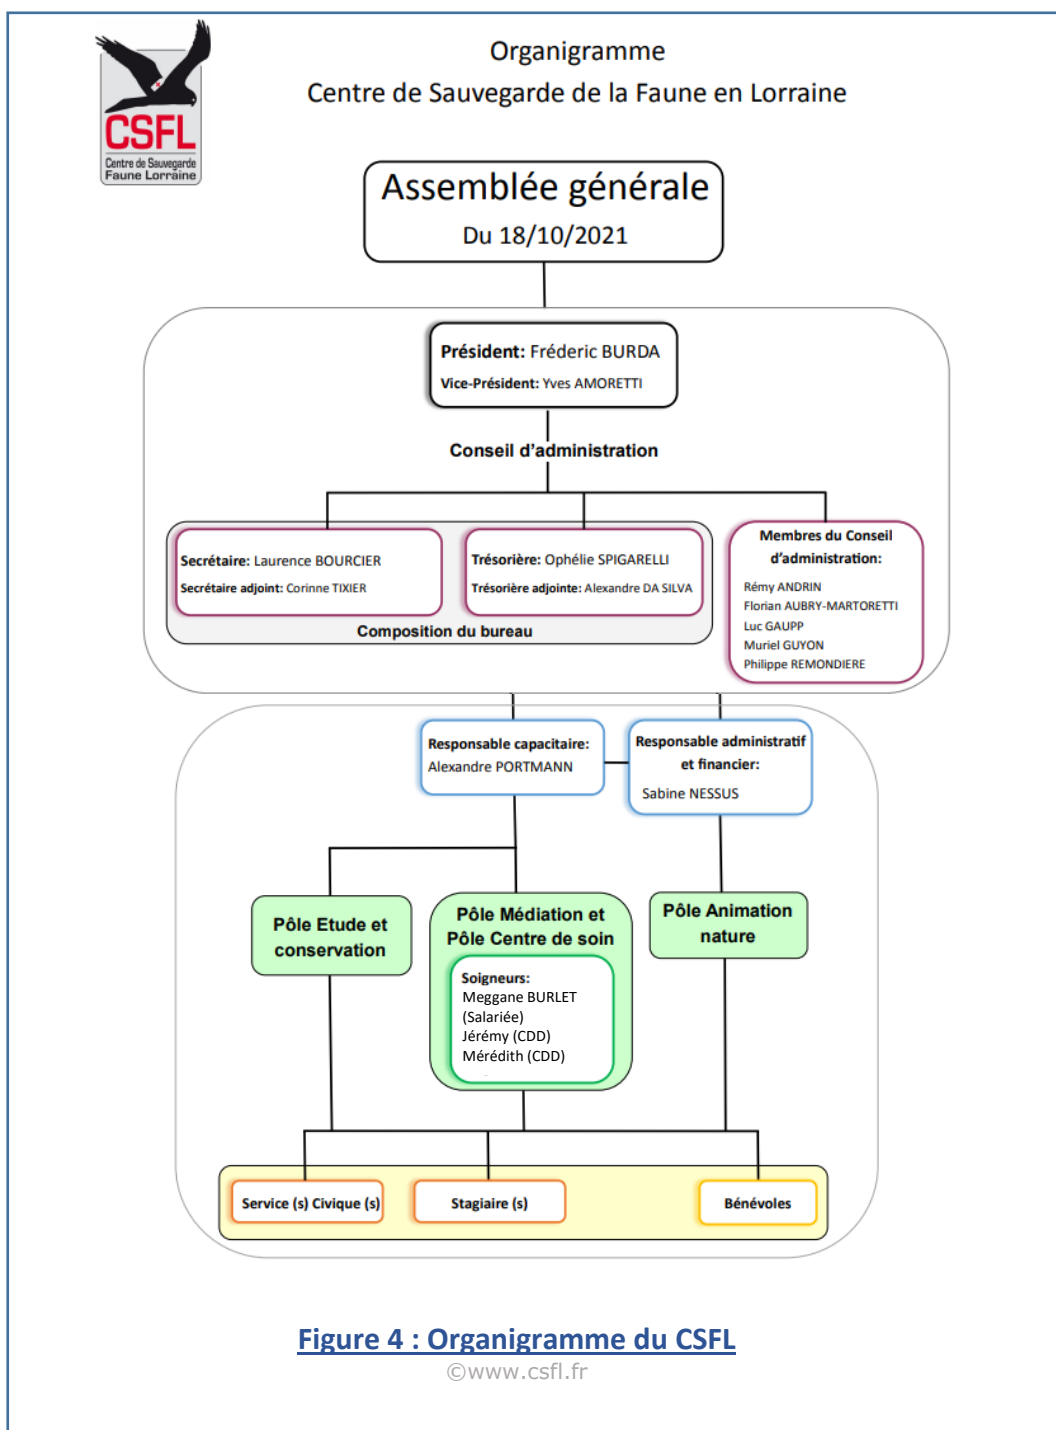 CSFL
Centre de Sauvegarde
Faune Lorraine
Organigramme
Centre de Sauvegarde de la Faune en Lorraine
Assemblée générale
Du 18/10/2021
Président: Fréderic BURDA
Vice-Président: Yves AMORETTI
Conseil d'administration
Secrétaire: Laurence BOURCIER
Secrétaire adjoint: Corinne TIXIER
Trésorière: Ophélie SPIGARELLI
Trésorière adjointe: Alexandre DA SILVA
Composition du bureau
Membres du Conseil
d'administration:
Rémy ANDRIN
Florian AUBRY-MARTORETTI
Luc GAUPP
Muriel GUYON
Philippe REMONDIERE
Responsable capacitaire:
Alexandre PORTMANN
Responsable administratif
et financier:
Sabine NESSUS
Pôle Etude et
conservation
Pôle Médiation et
Pôle Centre de soin
Soigneurs:
Meggane BURLET
(Salariée)
Jérémy (CDD)
Mérédith (CDD)
Pôle Animation
nature
Service (s) Civique (s)
Stagiaire (s)
Bénévoles
Figure 4 : Organigramme du CSFL
©www.csfl.fr